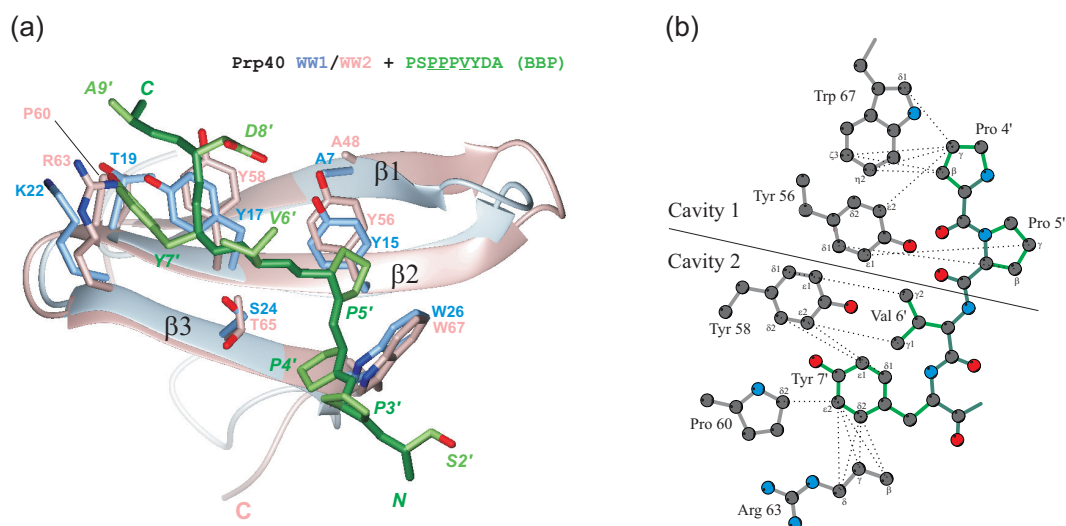 (a)
Prp40 WW1/WW2 + PSPPPVYDA (BBP)
A9'
C
P60
D8'
R63
T19
Y58
A48
A7
β1
K22
Y17
V6'
Y56
Y15
Y7'
β2
S24
T65
P5'
W26
W67
β3
P4'
P3'
S2'
C
N
(b)
δ1
Trp 67
Pro 4'
ζ3
γ
β
η2
Tyr 56
δ2
ε2
Cavity 1
Pro 5'
δ1
ε1
γ
Cavity 2
β
δ1
ε1
γ2
Val 6'
Tyr 58
δ2
ε2
γ1
Tyr 7'
ε1
δ1
δ2
ε2
δ2
Pro 60
γ
β
δ
Arg 63